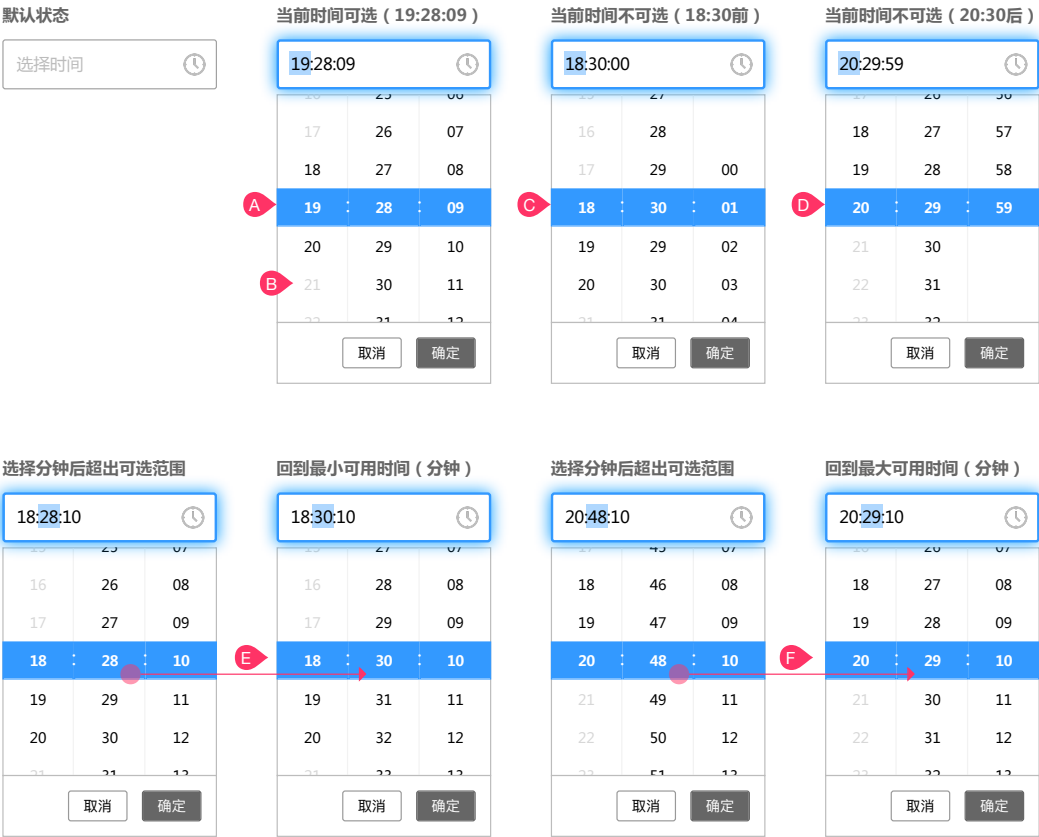 默认状态
选择时间
当前时间可选（19:28:09）
19:28:09
17 26 07
18 27 08
A
19 : 28 : 09
20 29 10
B
21 30 11
取消 确定
当前时间不可选（18:30前）
18:30:00
16 28
17 29 00
C
18 : 30 : 01
19 29 02
20 30 03
取消 确定
当前时间不可选（20:30后）
20:29:59
18 27 57
19 28 58
D
20 : 29 : 59
21 30
22 31
取消 确定
选择分钟后超出可选范围
18:28:10
16 26 08
17 27 09
18 : 28 : 10
19 29 11
20 30 12
取消 确定
回到最小可用时间（分钟）
18:30:10
16 28 08
17 29 09
E
18 : 30 : 10
19 31 11
20 32 12
取消 确定
选择分钟后超出可选范围
20:48:10
18 46 08
19 47 09
20 : 48 : 10
21 49 11
22 50 12
取消 确定
回到最大可用时间（分钟）
20:29:10
18 27 08
19 28 09
F
20 : 29 : 10
21 30 11
22 31 12
取消 确定